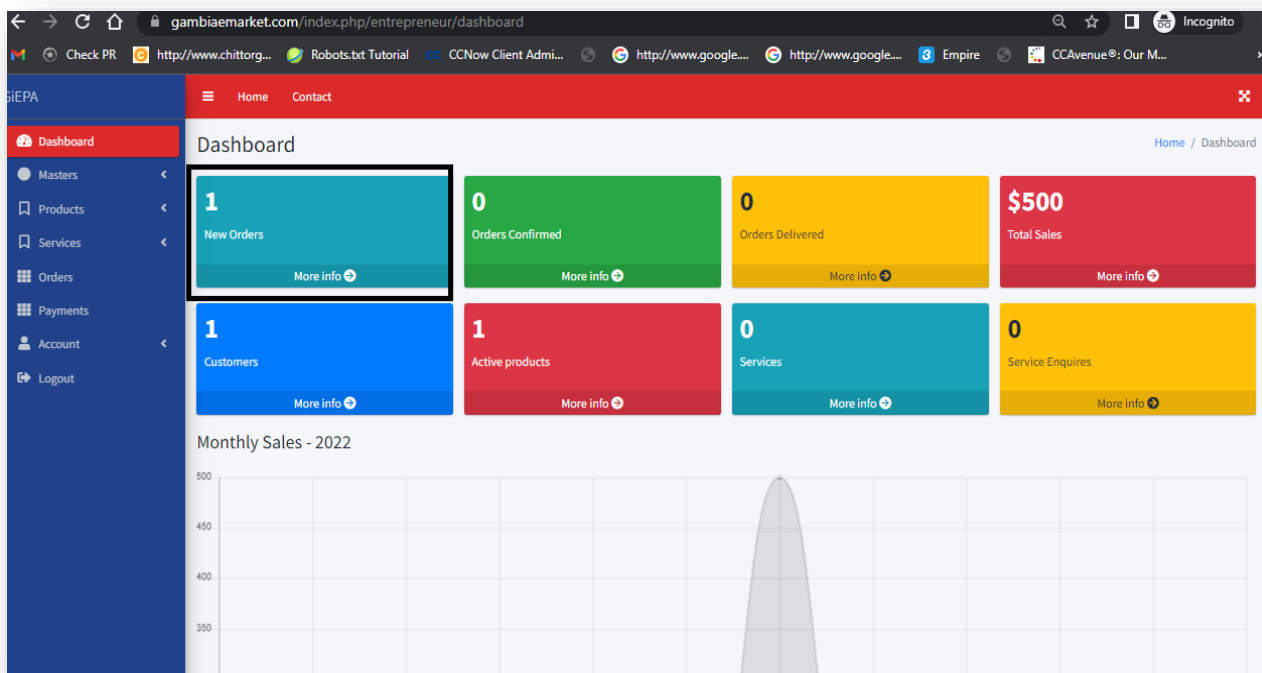 gambiaemarket.com/index.php/entrepreneur/dashboard
Incognito
Check PR http://www.chittorg... Robots.txt Tutorial CCNow Client Admi... http://www.google.... http://www.google.... Empire CCAvenue®: Our M...
SiEPA
Home Contact
Dashboard
Masters
Products
Services
Orders
Payments
Account
Logout
Dashboard
Home / Dashboard
1
New Orders
More info
0
Orders Confirmed
More info
0
Orders Delivered
More info
$500
Total Sales
More info
1
Customers
More info
1
Active products
More info
0
Services
More info
0
Service Enquires
More info
Monthly Sales - 2022
500
450
400
350